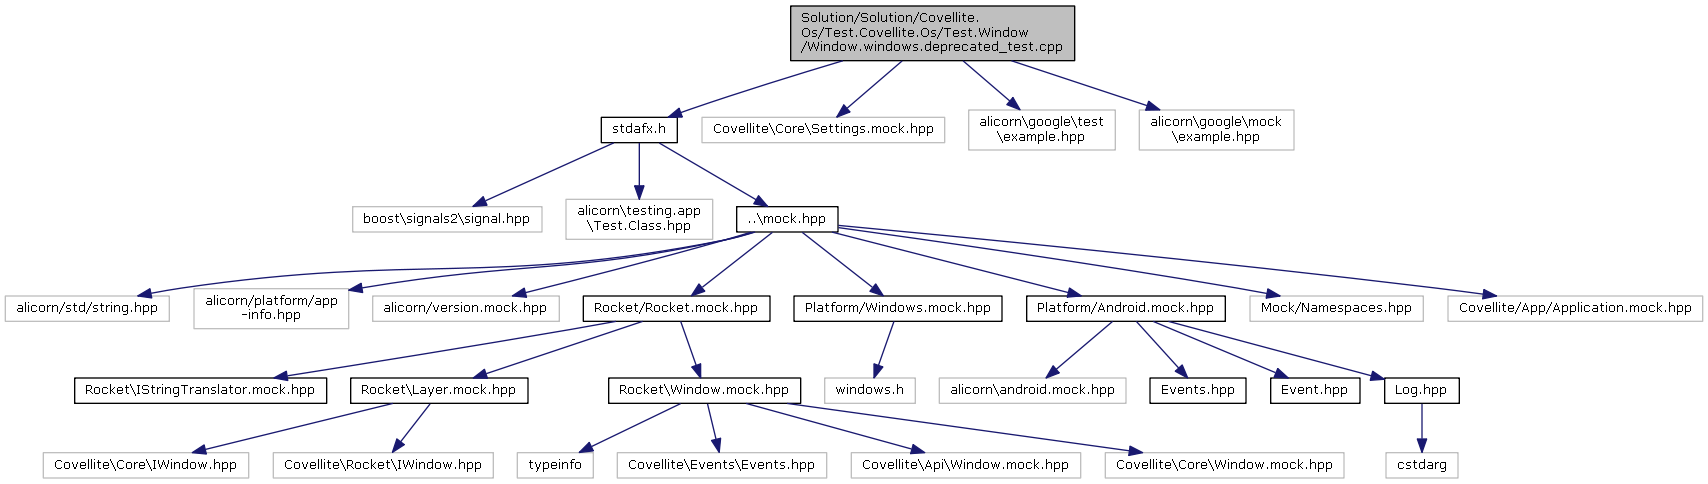 Solution/Solution/Covellite.
Os/Test.Covellite.Os/Test.Window
/Window.windows.deprecated_test.cpp
stdafx.h
Covellite\Core\Settings.mock.hpp
alicorn\google\test
\example.hpp
alicorn\google\mock
\example.hpp
boost\signals2\signal.hpp
alicorn\testing.app
\Test.Class.hpp
..\mock.hpp
alicorn/std/string.hpp
alicorn/platform/app
-info.hpp
alicorn/version.mock.hpp
Rocket/Rocket.mock.hpp
Platform/Windows.mock.hpp
Platform/Android.mock.hpp
Mock/Namespaces.hpp
Covellite/App/Application.mock.hpp
Rocket\IStringTranslator.mock.hpp
Rocket\Layer.mock.hpp
Rocket\Window.mock.hpp
windows.h
alicorn\android.mock.hpp
Events.hpp
Event.hpp
Log.hpp
Covellite\Core\IWindow.hpp
Covellite\Rocket\IWindow.hpp
typeinfo
Covellite\Events\Events.hpp
Covellite\Api\Window.mock.hpp
Covellite\Core\Window.mock.hpp
cstdarg